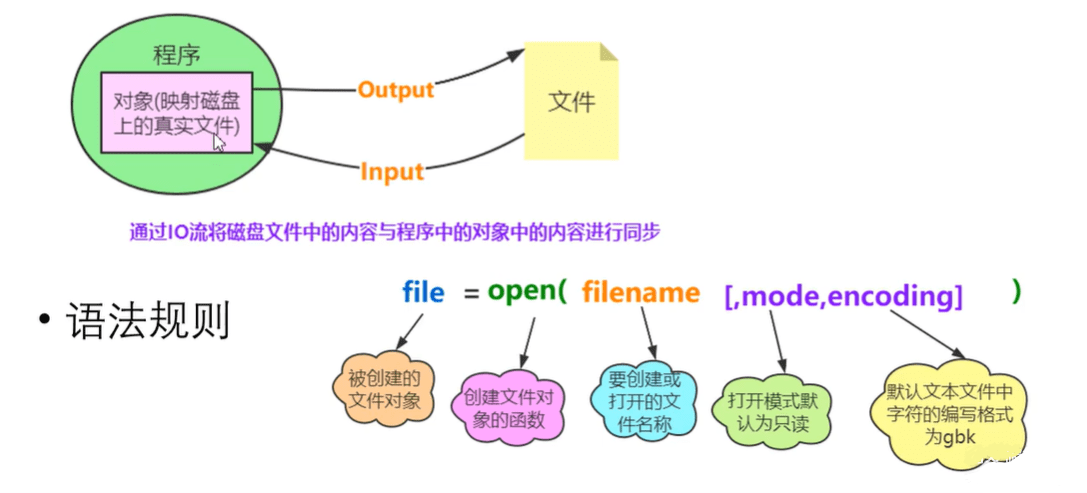 程序
对象(映射磁盘
上的真实文件)
Output
文件
Input
通过IO流将磁盘文件中的内容与程序中的对象中的内容进行同步
file = open( filename [,mode,encoding] )
• 语法规则
被创建的
文件对象
创建文件对
象的函数
要创建或
打开的文
件名称
打开模式默
认为只读
默认文本文件中
字符的编写格式
为gbk